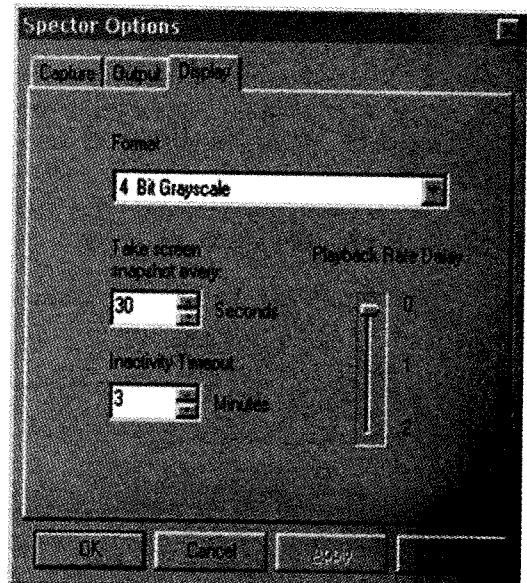 Spector Options
Capture Output Display
Format
4 Bit Grayscale
Take screen
snapshot every:
Playback Rate Delay
30 Seconds
0
Inactivity Timeout
1
3 Minutes
2
OK Cancel Apply